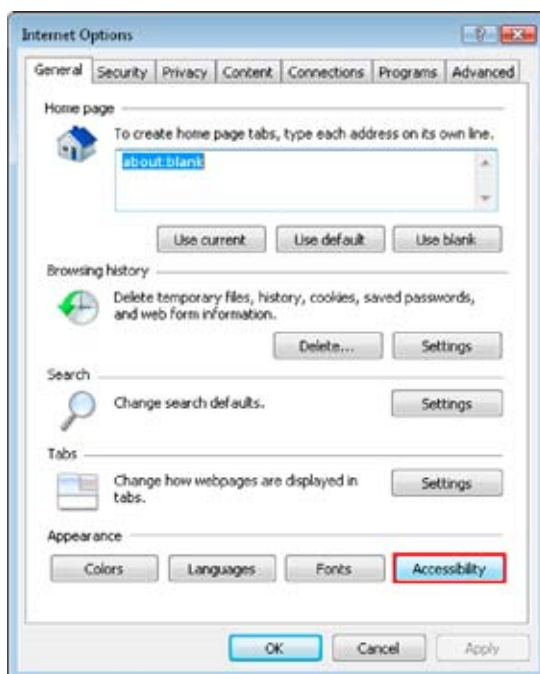 Internet Options
General Security Privacy Content Connections Programs Advanced
Home page
To create home page tabs, type each address on its own line.
about:blank
Use current Use default Use blank
Browsing history
Delete temporary files, history, cookies, saved passwords,
and web form information.
Delete... Settings
Search
Change search defaults. Settings
Tabs
Change how webpages are displayed in
tabs.
Settings
Appearance
Colors Languages Fonts Accessibility
OK Cancel Apply